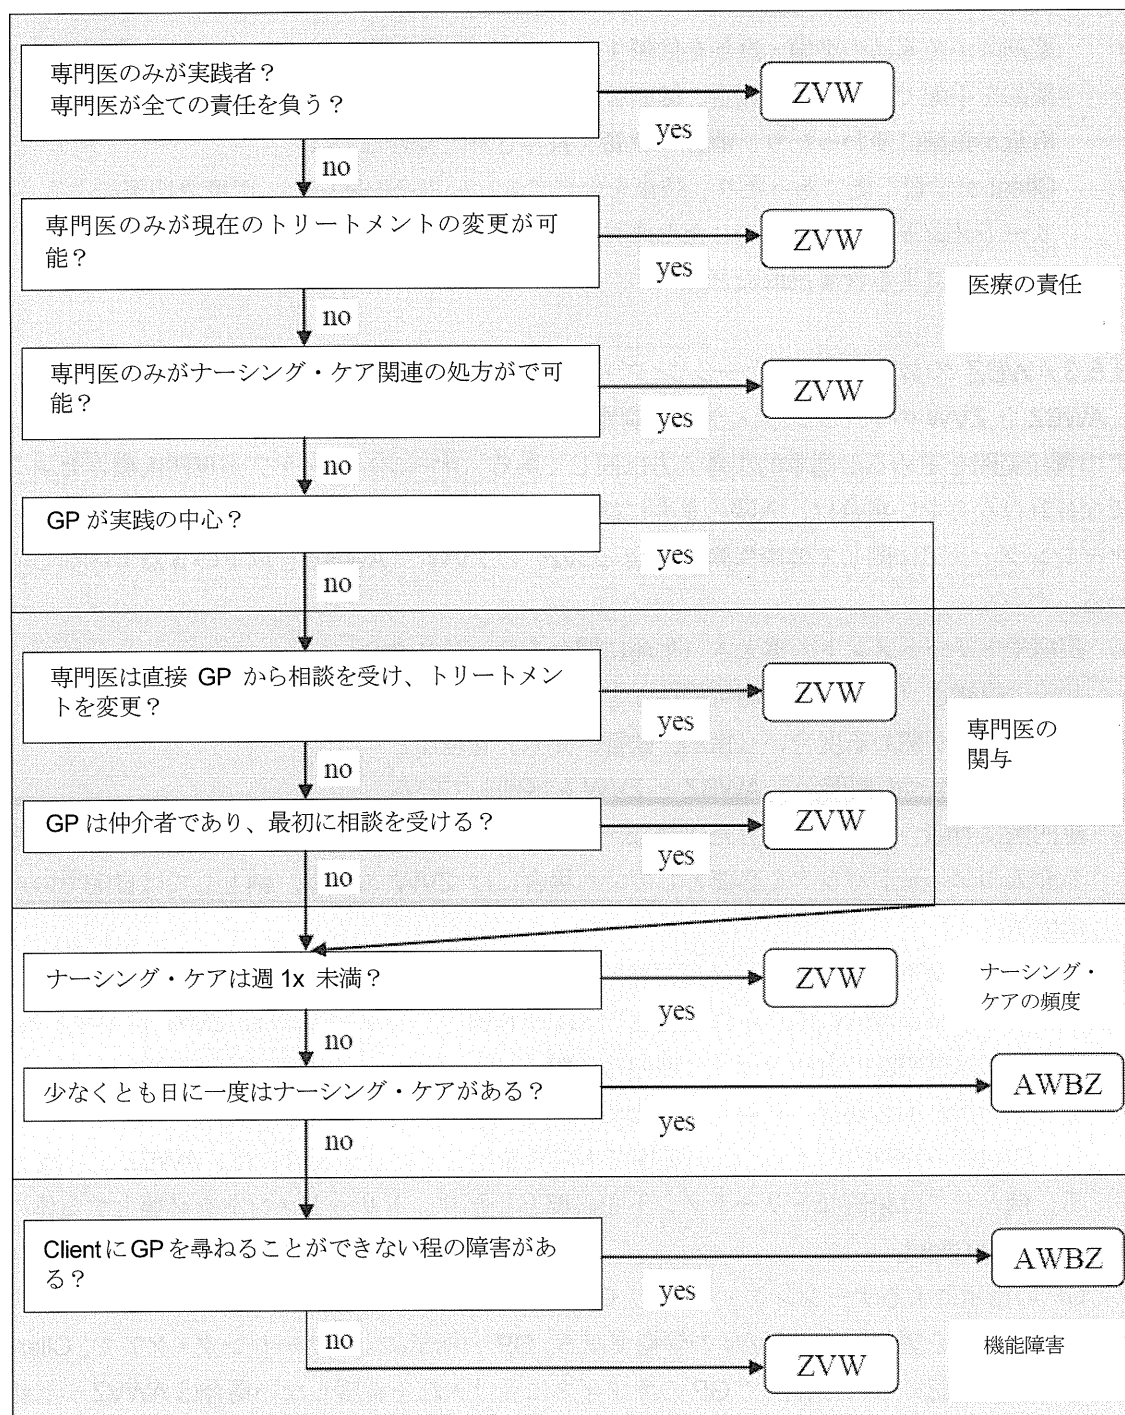 専門医のみが実践者？
専門医が全ての責任を負う？
ZVW
yes
no
専門医のみが現在のトリートメントの変更が可
能？
ZVW
yes
医療の責任
no
専門医のみがナーシング・ケア関連の処方がで可
能？
ZVW
yes
no
GP が実践の中心？
yes
no
専門医は直接 GP から相談を受け、トリートメン
トを変更？
ZVW
yes
専門医の
関与
no
GP は仲介者であり、最初に相談を受ける？
ZVW
yes
no
ナーシング・ケアは週 1x 未満？
ZVW
yes
ナーシング・
ケアの頻度
no
少なくとも日に一度はナーシング・ケアがある？
AWBZ
yes
no
Client に GP を尋ねることができない程の障害があ
る？
AWBZ
yes
no
ZVW
機能障害